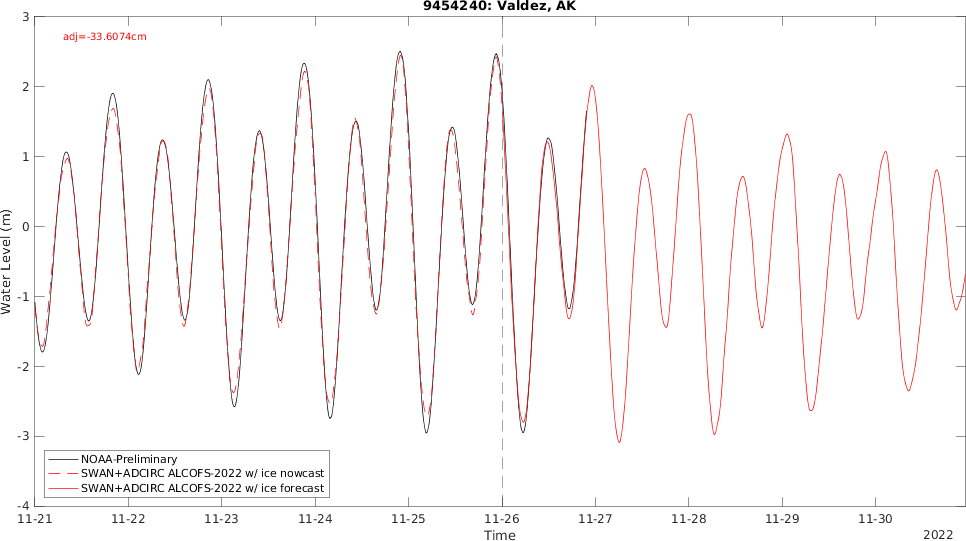 9454240: Valdez, AK
adj=-33.6074cm
3
2
1
0
-1
-2
-3
-4
Water Level (m)
NOAA-Preliminary
SWAN+ADCIRC ALCOFS-2022 w/ ice nowcast
SWAN+ADCIRC ALCOFS-2022 w/ ice forecast
11-21 11-22 11-23 11-24 11-25 11-26 11-27 11-28 11-29 11-30
Time
2022